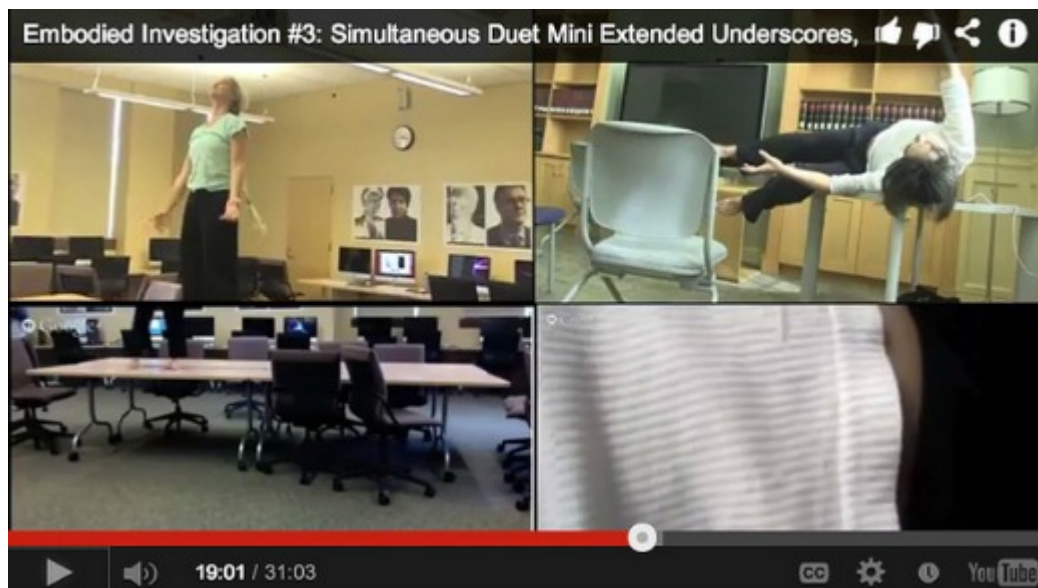 Embodied Investigation #3: Simultaneous Duet Mini Extended Underscores,
19:01 / 31:03
CC
YouTube